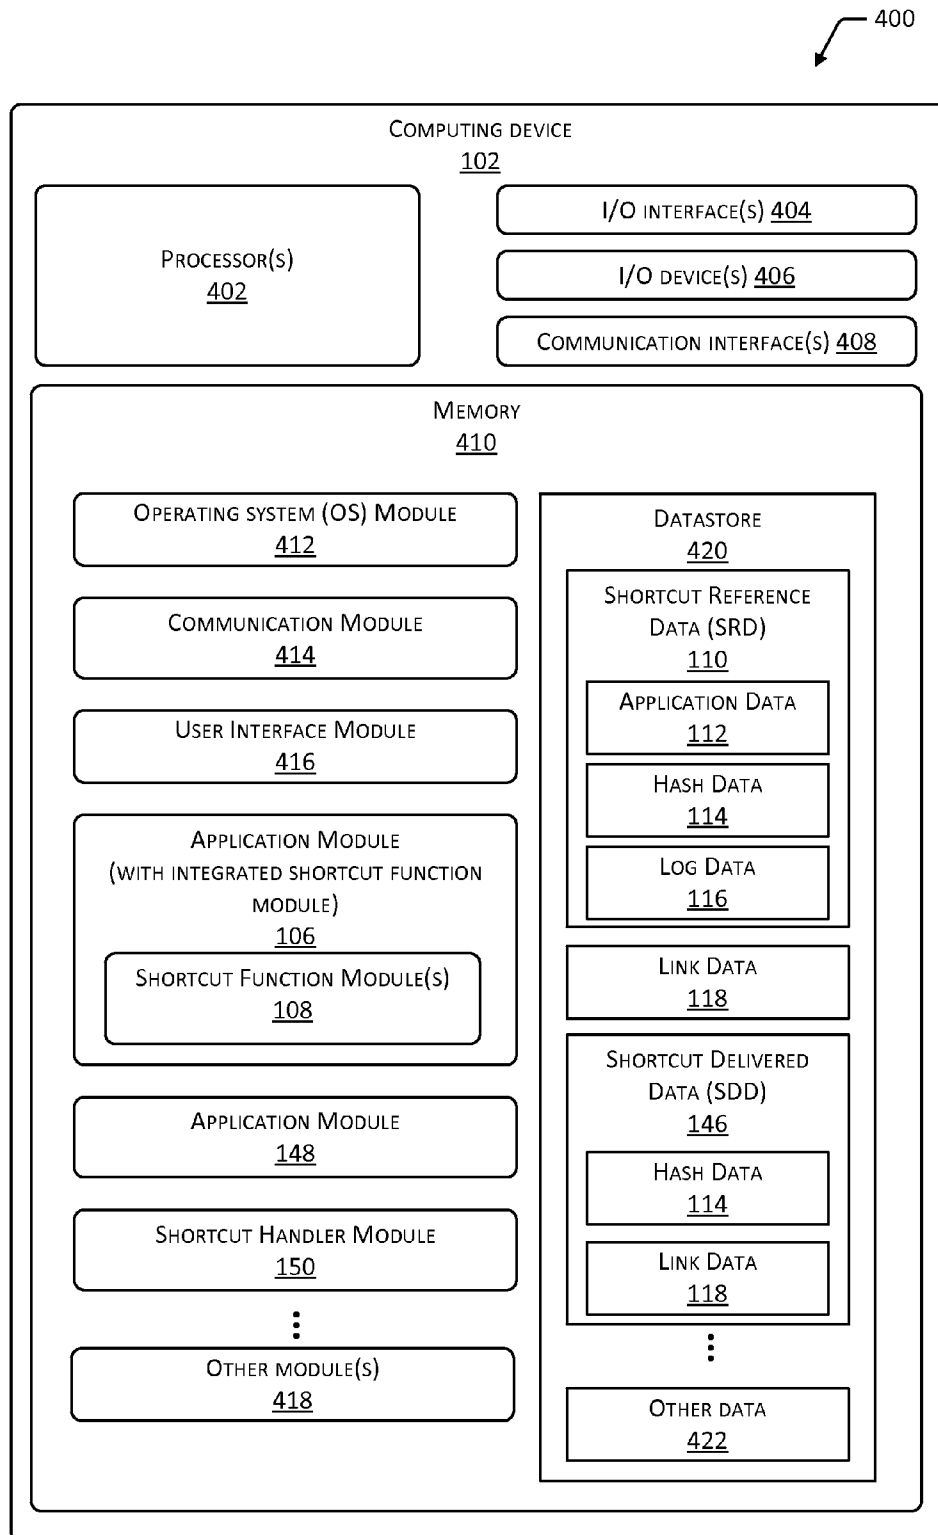 400
Computing device
102
Processor(s)
402
I/O interface(s) 404
I/O device(s) 406
Communication interface(s) 408
Memory
410
Operating system (OS) Module
412
Communication Module
414
User Interface Module
416
Application Module
(with integrated shortcut function
module)
106
Shortcut Function Module(s)
108
Application Module
148
Shortcut Handler Module
150
Other module(s)
418
Datastore
420
Shortcut Reference
Data (SRD)
110
Application Data
112
Hash Data
114
Log Data
116
Link Data
118
Shortcut Delivered
Data (SDD)
146
Hash Data
114
Link Data
118
Other data
422